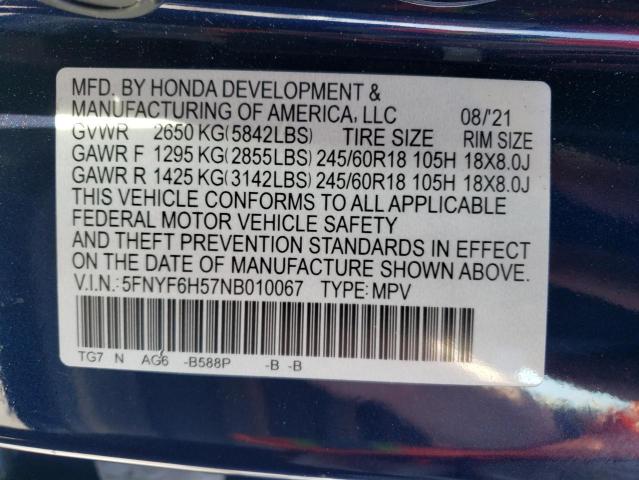 MFD. BY HONDA DEVELOPMENT &
MANUFACTURING OF AMERICA, LLC 08/'21
GVWR 2650 KG(5842LBS) TIRE SIZE RIM SIZE
GAWR F 1295 KG(2855LBS) 245/60R18 105H 18X8.0J
GAWR R 1425 KG(3142LBS) 245/60R18 105H 18X8.0J
THIS VEHICLE CONFORMS TO ALL APPLICABLE
FEDERAL MOTOR VEHICLE SAFETY
AND THEFT PREVENTION STANDARDS IN EFFECT
ON THE DATE OF MANUFACTURE SHOWN ABOVE.
V.I.N.: 5FNYF6H57NB010067 TYPE: MPV
TG7 N AG6 -B588P -B -B